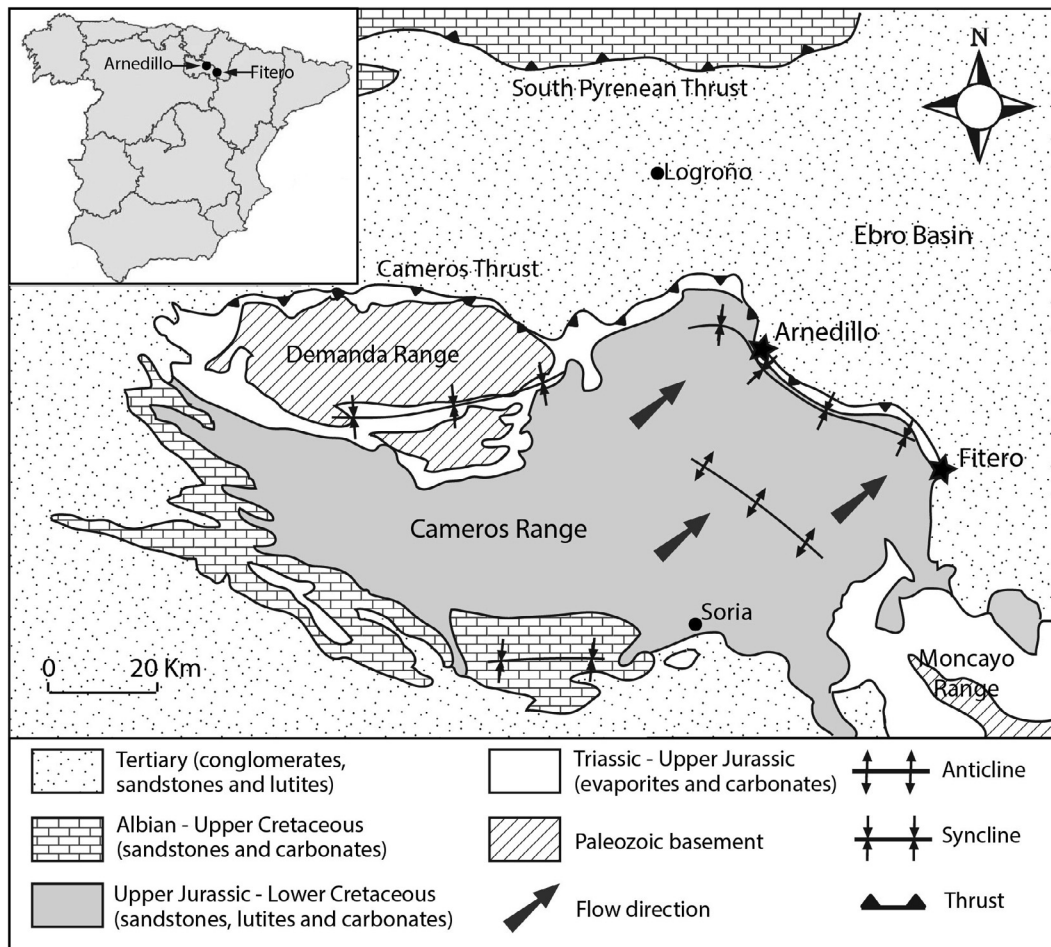 Arnedillo
Fitero
South Pyrenean Thrust
N
Logroño
Ebro Basin
Cameros Thrust
Demanda Range
Arnedillo
Fitero
Cameros Range
Soria
Moncayo
Range
0 20 Km
Tertiary (conglomerates,
sandstones and lutites)
Albian - Upper Cretaceous
(sandstones and carbonates)
Upper Jurassic - Lower Cretaceous
(sandstones, lutites and carbonates)
Triassic - Upper Jurassic
(evaporites and carbonates)
Paleozoic basement
Flow direction
Anticline
Syncline
Thrust